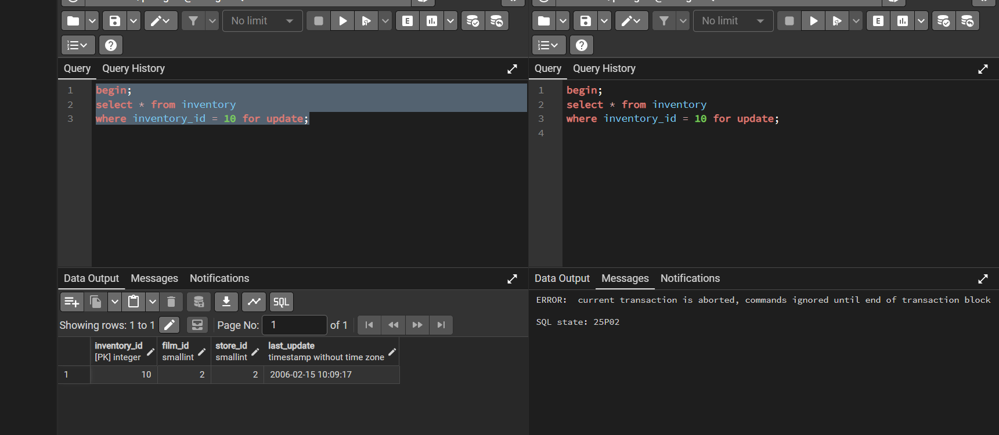 No limit
No limit
Query Query History
1 begin;
2 select * from inventory
3 where inventory_id = 10 for update;
Query Query History
1 begin;
2 select * from inventory
3 where inventory_id = 10 for update;
4
Data Output Messages Notifications
SQL
Showing rows: 1 to 1 Page No: 1 of 1
inventory_id film_id store_id last_update
[PK] integer smallint smallint timestamp without time zone
1 10 2 2 2006-02-15 10:09:17
Data Output Messages Notifications
ERROR: current transaction is aborted, commands ignored until end of transaction block
SQL state: 25P02